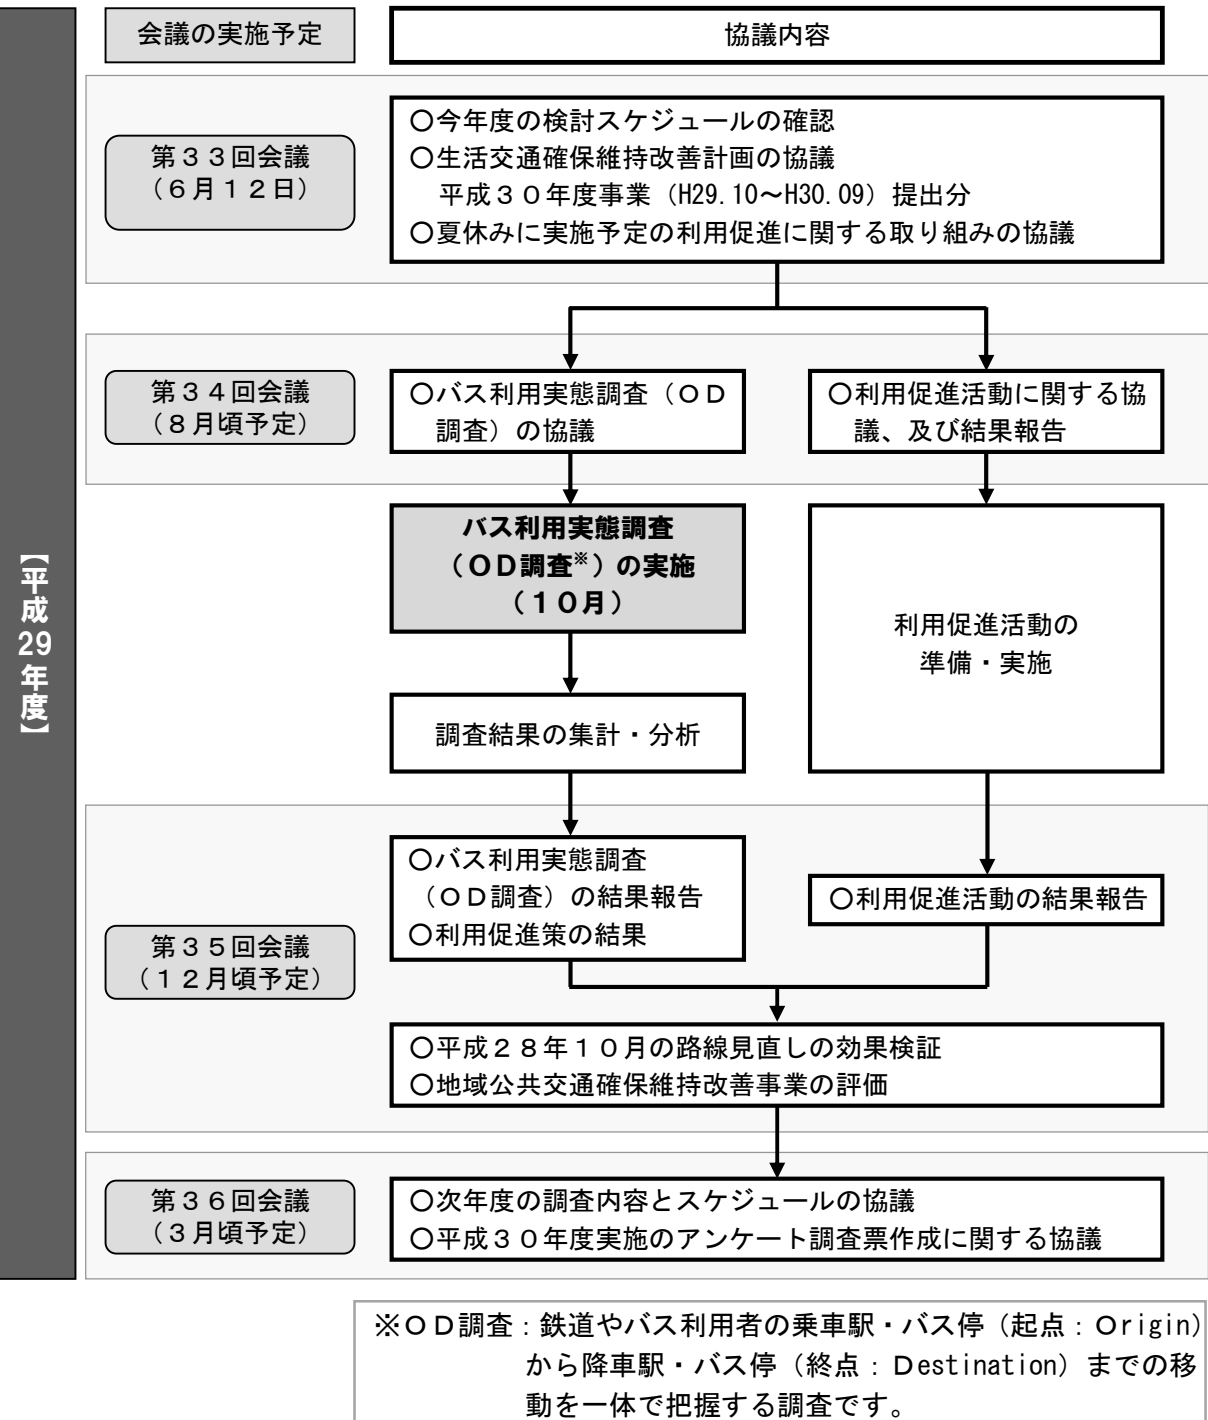 会議の実施予定
協議内容
【平成29年度】
第３３回会議
（６月１２日）
〇今年度の検討スケジュールの確認
〇生活交通確保維持改善計画の協議
平成３０年度事業（H29.10～H30.09）提出分
〇夏休みに実施予定の利用促進に関する取り組みの協議
第３４回会議
（８月頃予定）
〇バス利用実態調査（ＯＤ
調査）の協議
〇利用促進活動に関する協
議、及び結果報告
バス利用実態調査
（ＯＤ調査※）の実施
（１０月）
利用促進活動の
準備・実施
調査結果の集計・分析
第３５回会議
（１２月頃予定）
〇バス利用実態調査
（ＯＤ調査）の結果報告
〇利用促進策の結果
〇利用促進活動の結果報告
〇平成２８年１０月の路線見直しの効果検証
〇地域公共交通確保維持改善事業の評価
第３６回会議
（３月頃予定）
〇次年度の調査内容とスケジュールの協議
〇平成３０年度実施のアンケート調査票作成に関する協議
※ＯＤ調査：鉄道やバス利用者の乗車駅・バス停（起点：Ｏrigin）
から降車駅・バス停（終点：Ｄestination）までの移
動を一体で把握する調査です。